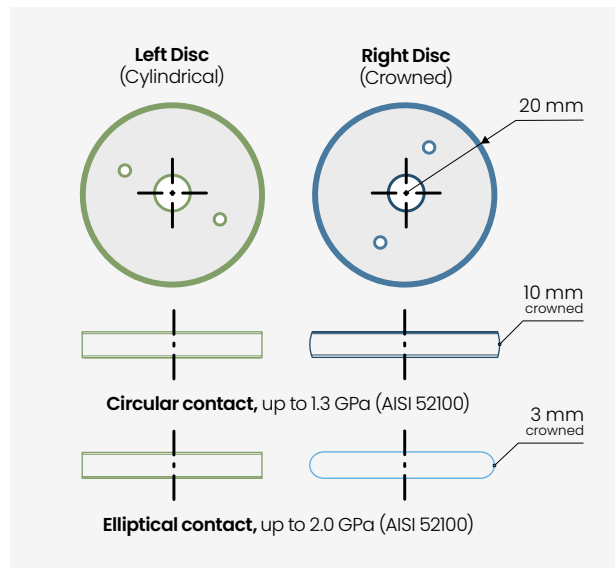 Left Disc
(Cylindrical)
Right Disc
(Crowned)
20 mm
10 mm
crowned
Circular contact, up to 1.3 GPa (AISI 52100)
3 mm
crowned
Elliptical contact, up to 2.0 GPa (AISI 52100)